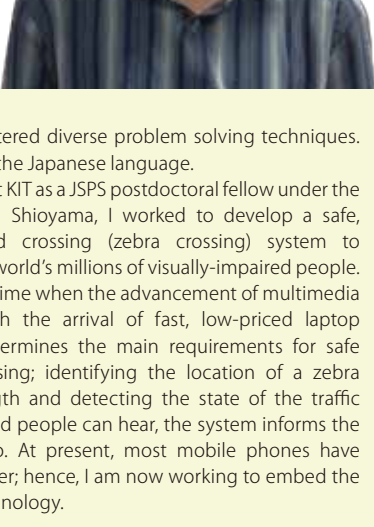 tered diverse problem solving techniques.
the Japanese language.
t KIT as a JSPS postdoctoral fellow under the
Shioyama, I worked to develop a safe,
d crossing (zebra crossing) system to
world's millions of visually-impaired people.
ime when the advancement of multimedia
h the arrival of fast, low-priced laptop
ermines the main requirements for safe
sing; identifying the location of a zebra
gth and detecting the state of the traffic
d people can hear, the system informs the
o. At present, most mobile phones have
er; hence, I am now working to embed the
nology.